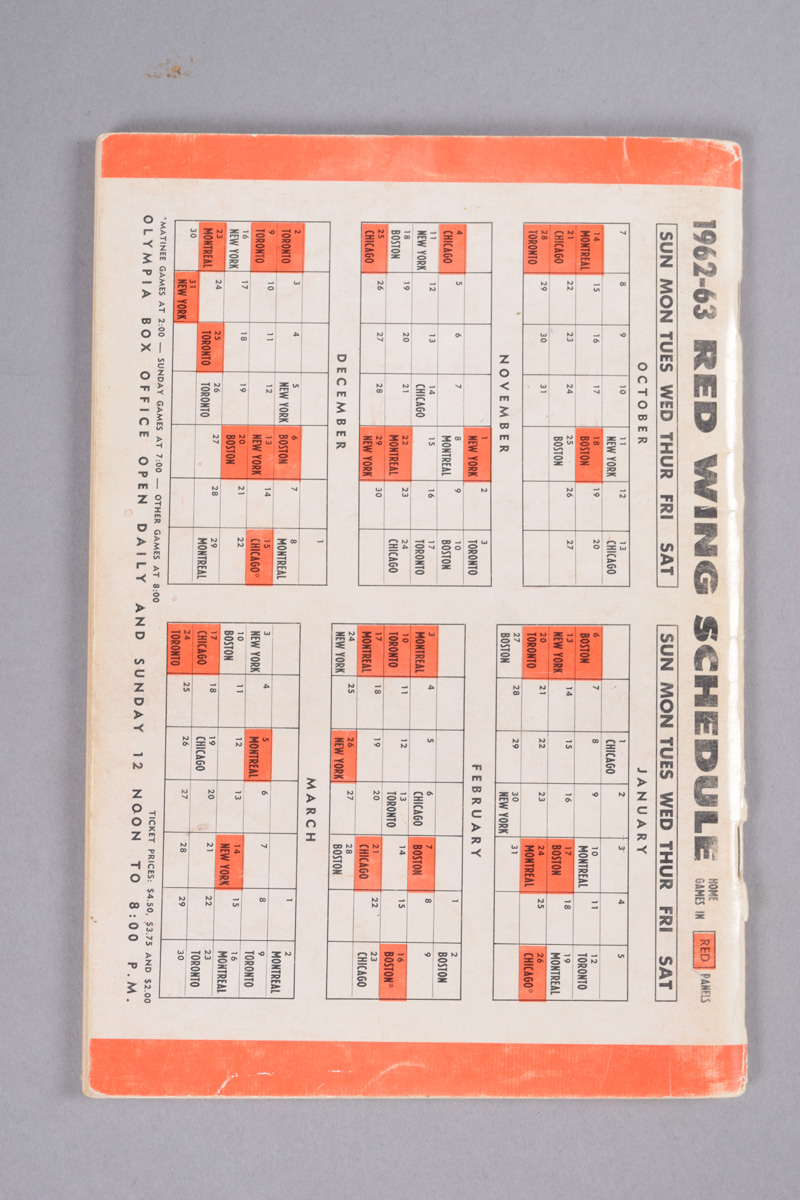 1962-63 RED WING SCHEDULE HOME GAMES IN RED PANELS
SUN MON TUES WED THUR FRI SAT
OCTOBER
7 8 9 10 11 NEW YORK 12 13 CHICAGO
14 MONTREAL 15 16 17 18 BOSTON 19 20
21 CHICAGO 22 23 24 25 BOSTON 26 27
28 TORONTO 29 30 31
NOVEMBER
1 NEW YORK 2 3 TORONTO
4 CHICAGO 5 6 7 8 MONTREAL 9 10 BOSTON
11 NEW YORK 12 13 14 CHICAGO 15 16 17 TORONTO
18 BOSTON 19 20 21 22 MONTREAL 23 24 CHICAGO
25 CHICAGO 26 27 28 29 NEW YORK 30
DECEMBER
1
2 TORONTO 3 4 5 NEW YORK 6 BOSTON 7 8 MONTREAL
9 TORONTO 10 11 12 13 NEW YORK 14 15 CHICAGO*
16 NEW YORK 17 18 19 20 BOSTON 21 22
23 MONTREAL 24 25 TORONTO 26 TORONTO 27 28 29 MONTREAL
30 31 NEW YORK
SUN MON TUES WED THUR FRI SAT
JANUARY
1 CHICAGO 2 3 4 5
6 BOSTON 7 8 9 10 MONTREAL 11 12 TORONTO
13 NEW YORK 14 15 16 17 BOSTON 18 19 MONTREAL
20 TORONTO 21 22 23 24 MONTREAL 25 26 CHICAGO*
27 BOSTON 28 29 30 NEW YORK 31
FEBRUARY
1 2 BOSTON
3 MONTREAL 4 5 6 CHICAGO 7 BOSTON 8 9
10 TORONTO 11 12 13 TORONTO 14 15 16 BOSTON*
17 MONTREAL 18 19 20 21 CHICAGO 22 23 CHICAGO
24 NEW YORK 25 26 NEW YORK 27 28 BOSTON
MARCH
1 2 MONTREAL
3 NEW YORK 4 5 MONTREAL 6 7 8 9 TORONTO
10 BOSTON 11 12 13 14 NEW YORK 15 16 MONTREAL
17 CHICAGO 18 19 CHICAGO 20 21 22 23 TORONTO
24 TORONTO 25 26 27 28 29 30
*MATINEE GAMES AT 2:00 — SUNDAY GAMES AT 7:00 — OTHER GAMES AT 8:00 TICKET PRICES: $4.50, $3.75 AND $2.00
OLYMPIA BOX OFFICE OPEN DAILY AND SUNDAY 12 NOON TO 8:00 P.M.